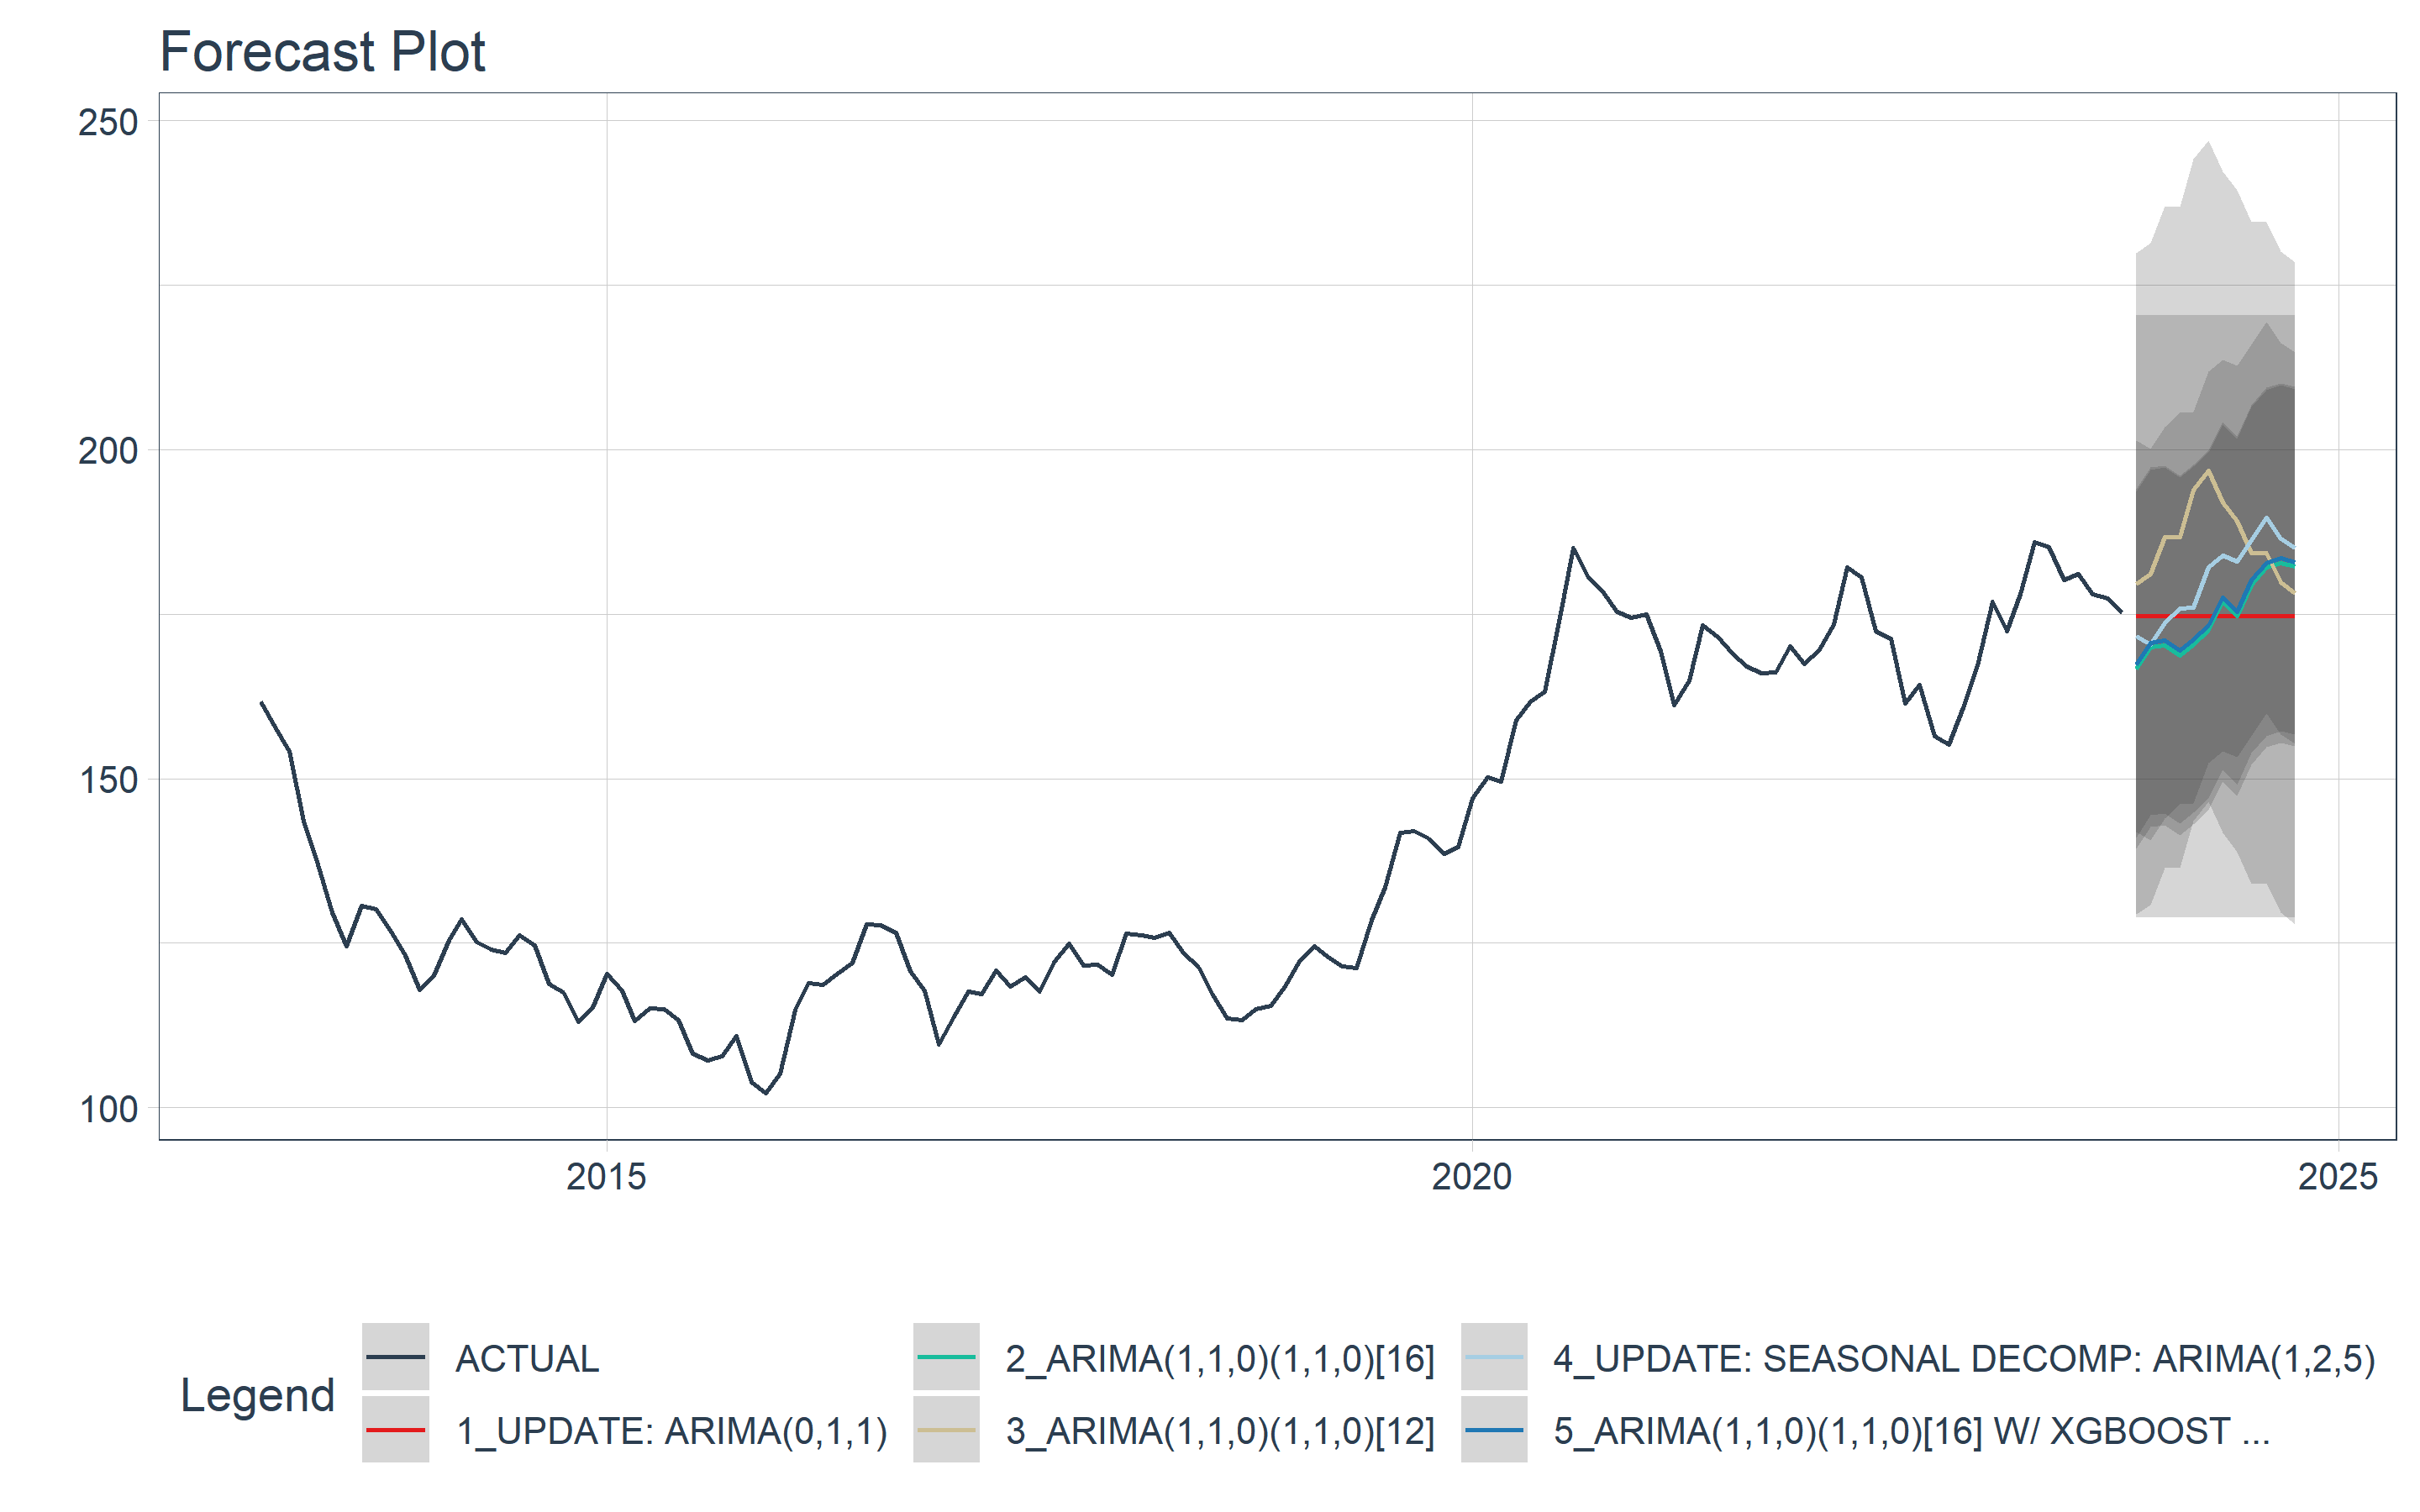 Forecast Plot
250
200
150
100
2015 2020 2025
Legend
ACTUAL
1_UPDATE: ARIMA(0,1,1)
2_ARIMA(1,1,0)(1,1,0)[16]
3_ARIMA(1,1,0)(1,1,0)[12]
4_UPDATE: SEASONAL DECOMP: ARIMA(1,2,5)
5_ARIMA(1,1,0)(1,1,0)[16] W/ XGBOOST ...